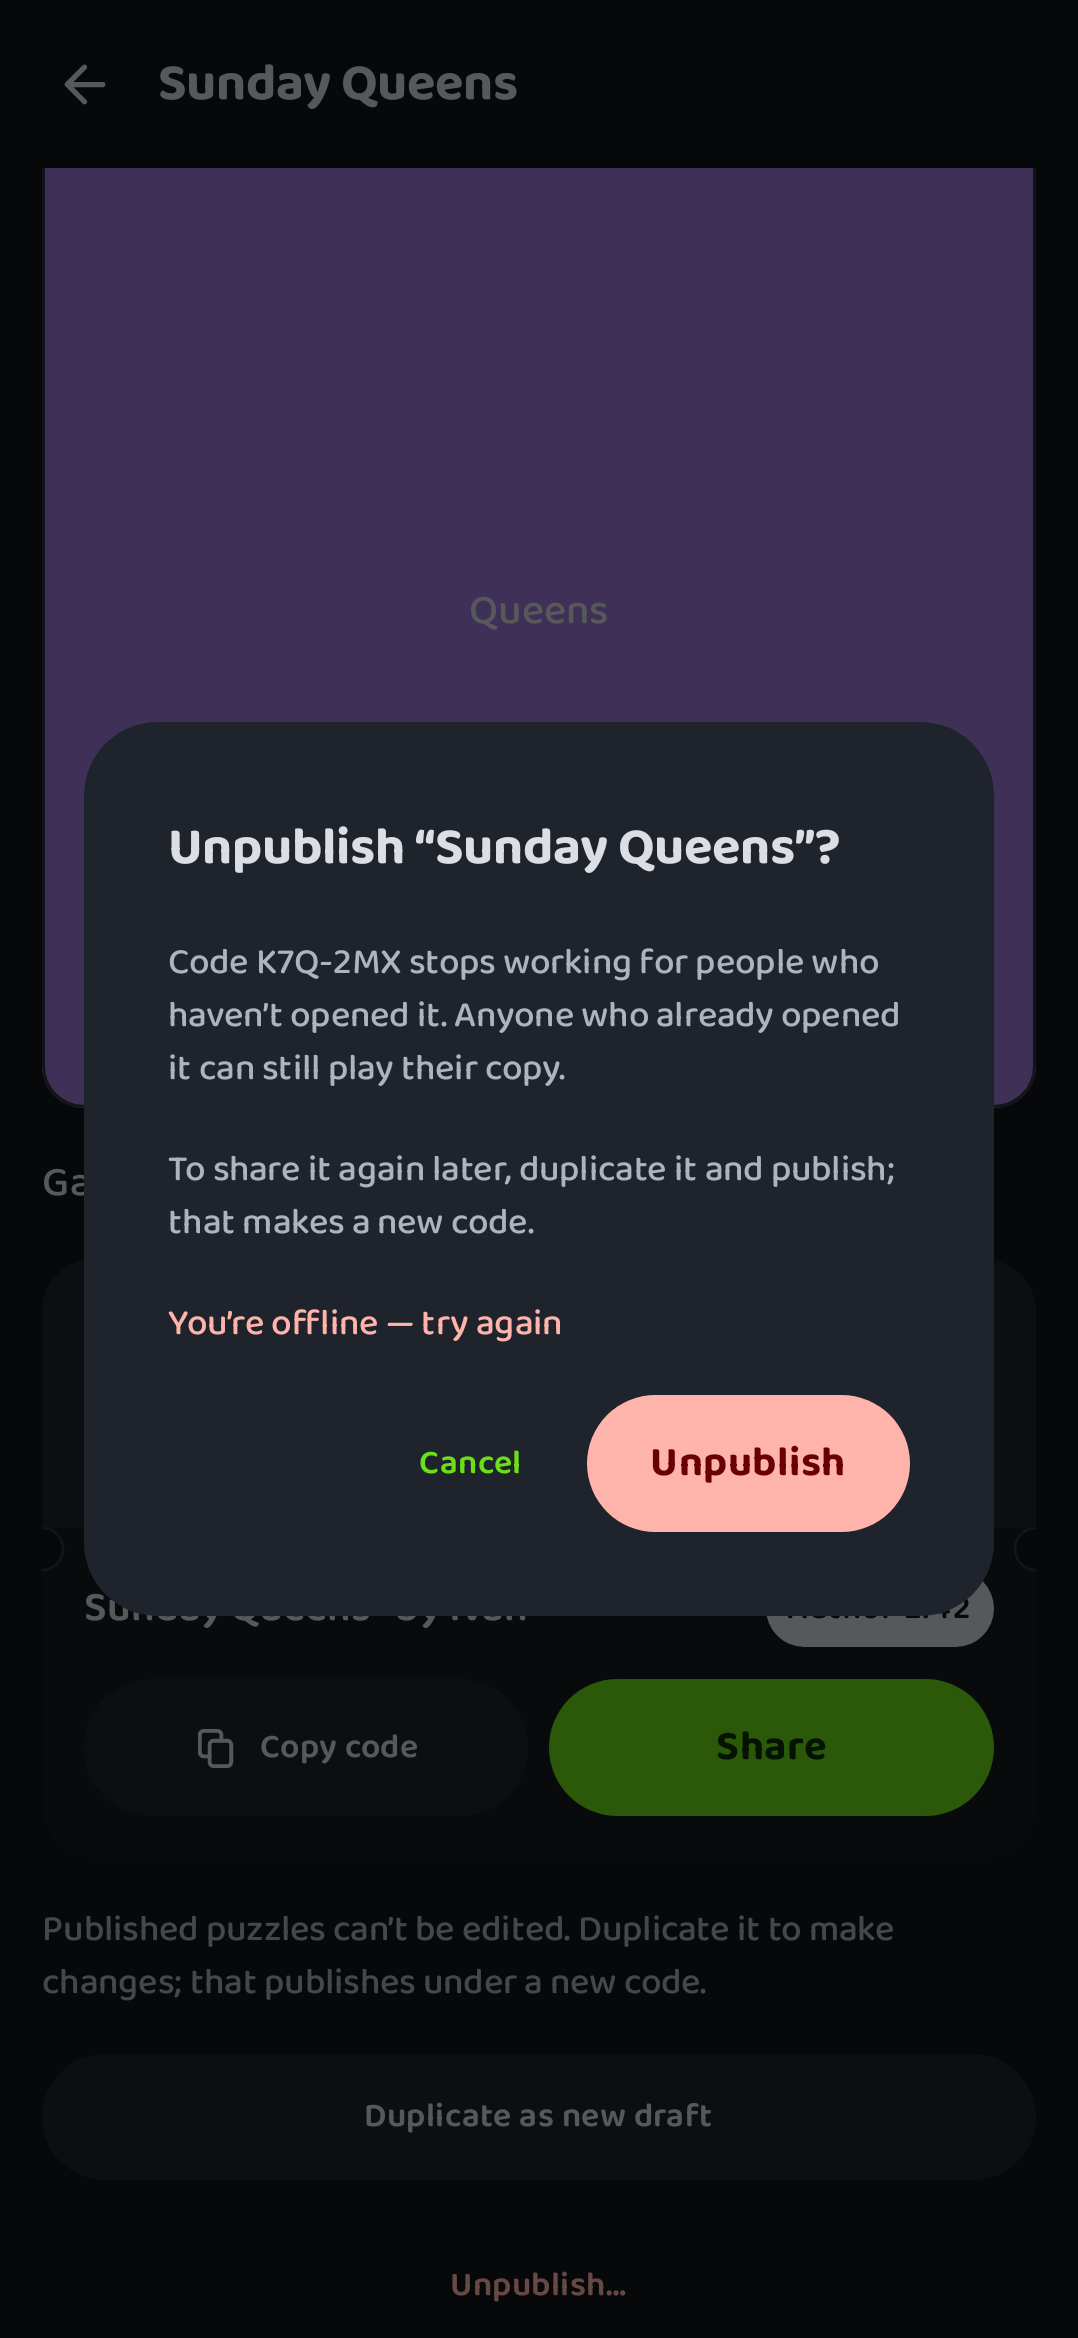 Sunday Queens
Queens
Unpublish “Sunday Queens”?
Code K7Q-2MX stops working for people who
haven’t opened it. Anyone who already opened
it can still play their copy.
To share it again later, duplicate it and publish;
that makes a new code.
You’re offline — try again
Cancel
Unpublish
Copy code
Share
Published puzzles can’t be edited. Duplicate it to make
changes; that publishes under a new code.
Duplicate as new draft
Unpublish…